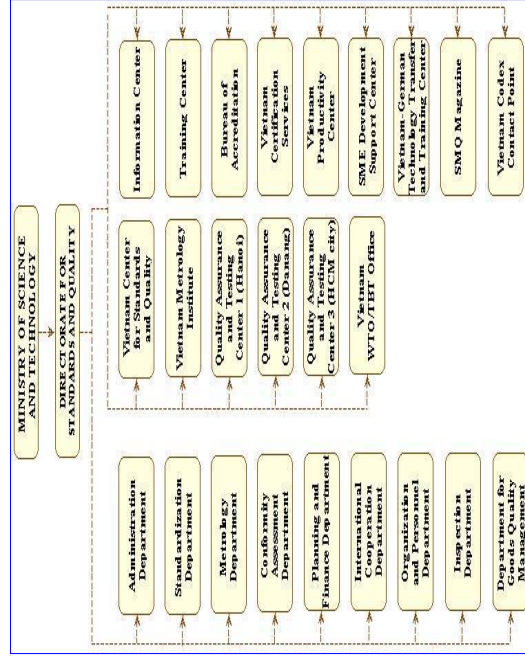 MINISTRY OF SCIENCE
AND TECHNOLOGY
DIRECTORATE FOR
STANDARDS AND QUALITY
Administration
Department
Standardization
Department
Metrology
Department
Conformity
Assessment
Department
Planning and
Finance Department
International
Cooperation
Department
Organization
and Personnel
Department
Inspection
Department
Department for
Goods Quality
Management
Vietnam Center
for Standards
and Quality
Vietnam Metrology
Institute
Quality Assurance
and Testing
Center 1 (Hanoi)
Quality Assurance
and Testing
Center 2 (Danang)
Quality Assurance
and Testing
Center 3 (HCM city)
Vietnam
WTO/TBT Office
Information Center
Training Center
Bureau of
Accreditation
Vietnam
Certification
Services
Vietnam
Productivity
Center
SME Development
Support Center
Vietnam-German
Technology Transfer
and Training Center
SMQ Magazine
Vietnam Codex
Contact Point